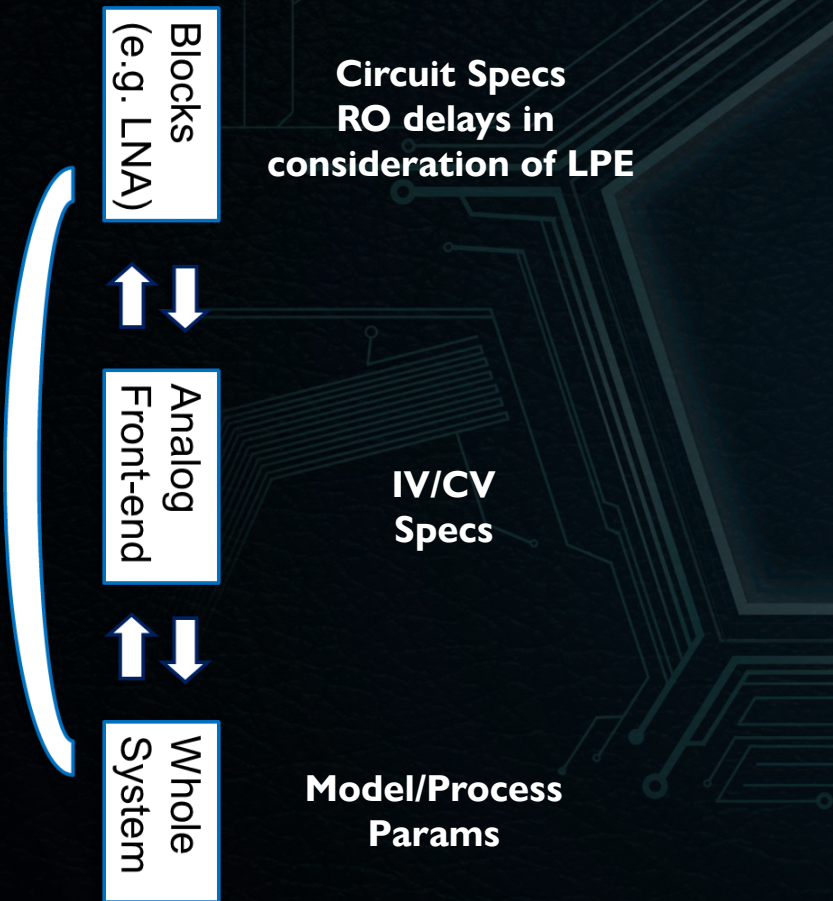 Blocks
(e.g. LNA)
Circuit Specs
RO delays in
consideration of LPE
Analog
Front-end
IV/CV
Specs
Whole
System
Model/Process
Params